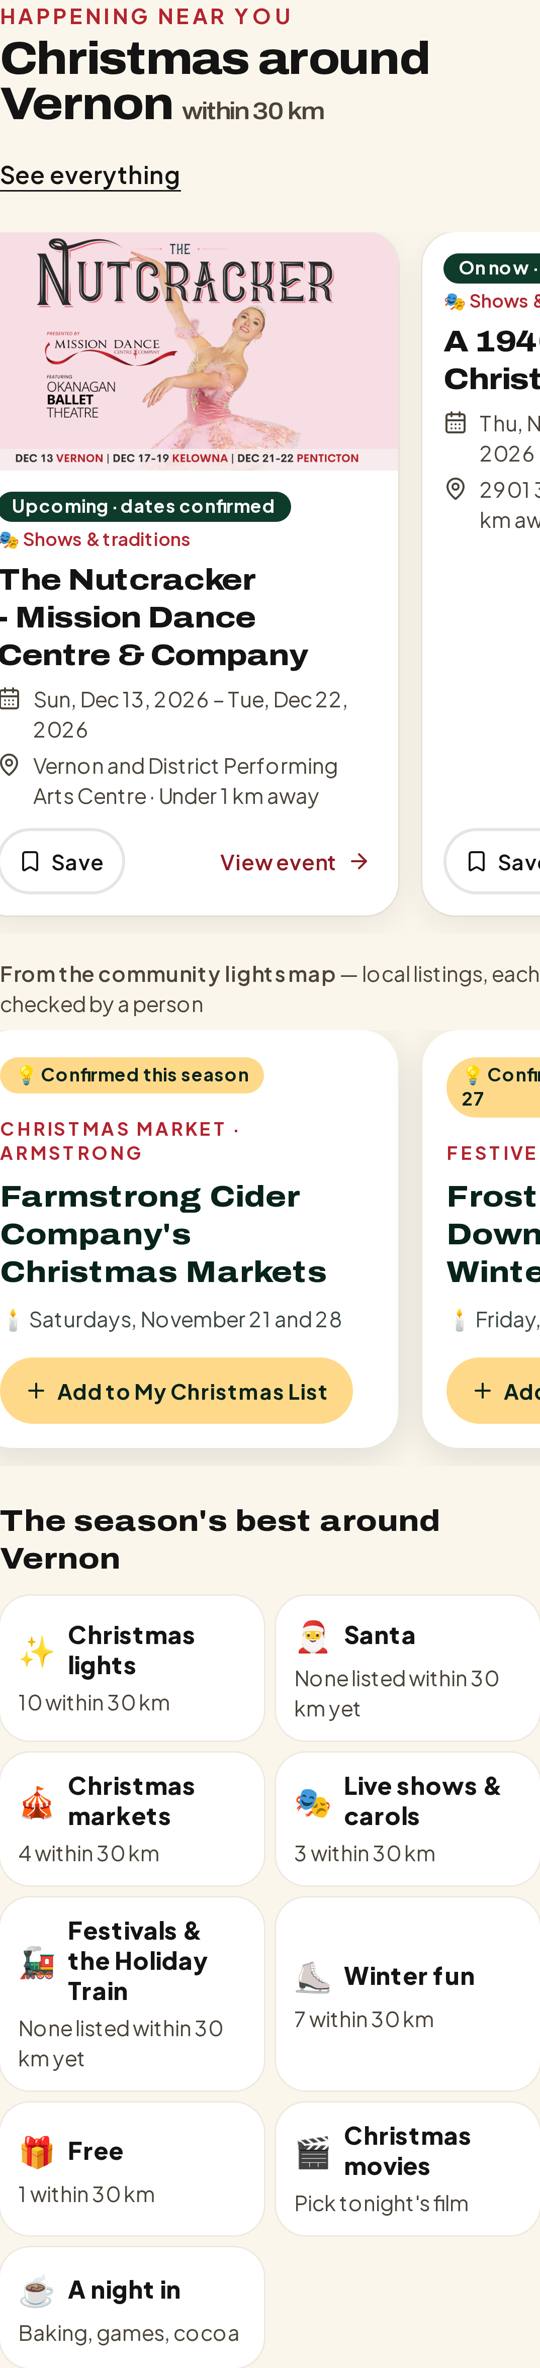 HAPPENING NEAR YOU
Christmas around
Vernon within 30 km
See everything
THE
NUTCRACKER
PRESENTED BY
MISSION DANCE
CENTRE & COMPANY
FEATURING
OKANAGAN
BALLET
THEATRE
DEC 13 VERNON | DEC 17-19 KELOWNA | DEC 21-22 PENTICTON
Upcoming · dates confirmed
Shows & traditions
The Nutcracker
- Mission Dance
Centre & Company
Sun, Dec 13, 2026 – Tue, Dec 22,
2026
Vernon and District Performing
Arts Centre · Under 1 km away
Save
View event →
On now ·
Shows &
A 194
Christ
Thu, N
2026
2901 3
km aw
Sav
From the community lights map — local listings, each
checked by a person
Confirmed this season
CHRISTMAS MARKET ·
ARMSTRONG
Farmstrong Cider
Company's
Christmas Markets
Saturdays, November 21 and 28
+ Add to My Christmas List
Confi
27
FESTIVE
Frost
Down
Winte
Friday,
+ Add
The season's best around
Vernon
Christmas
lights
10 within 30 km
Santa
None listed within 30
km yet
Christmas
markets
4 within 30 km
Live shows &
carols
3 within 30 km
Festivals &
the Holiday
Train
None listed within 30
km yet
Winter fun
7 within 30 km
Free
1 within 30 km
Christmas
movies
Pick tonight's film
A night in
Baking, games, cocoa